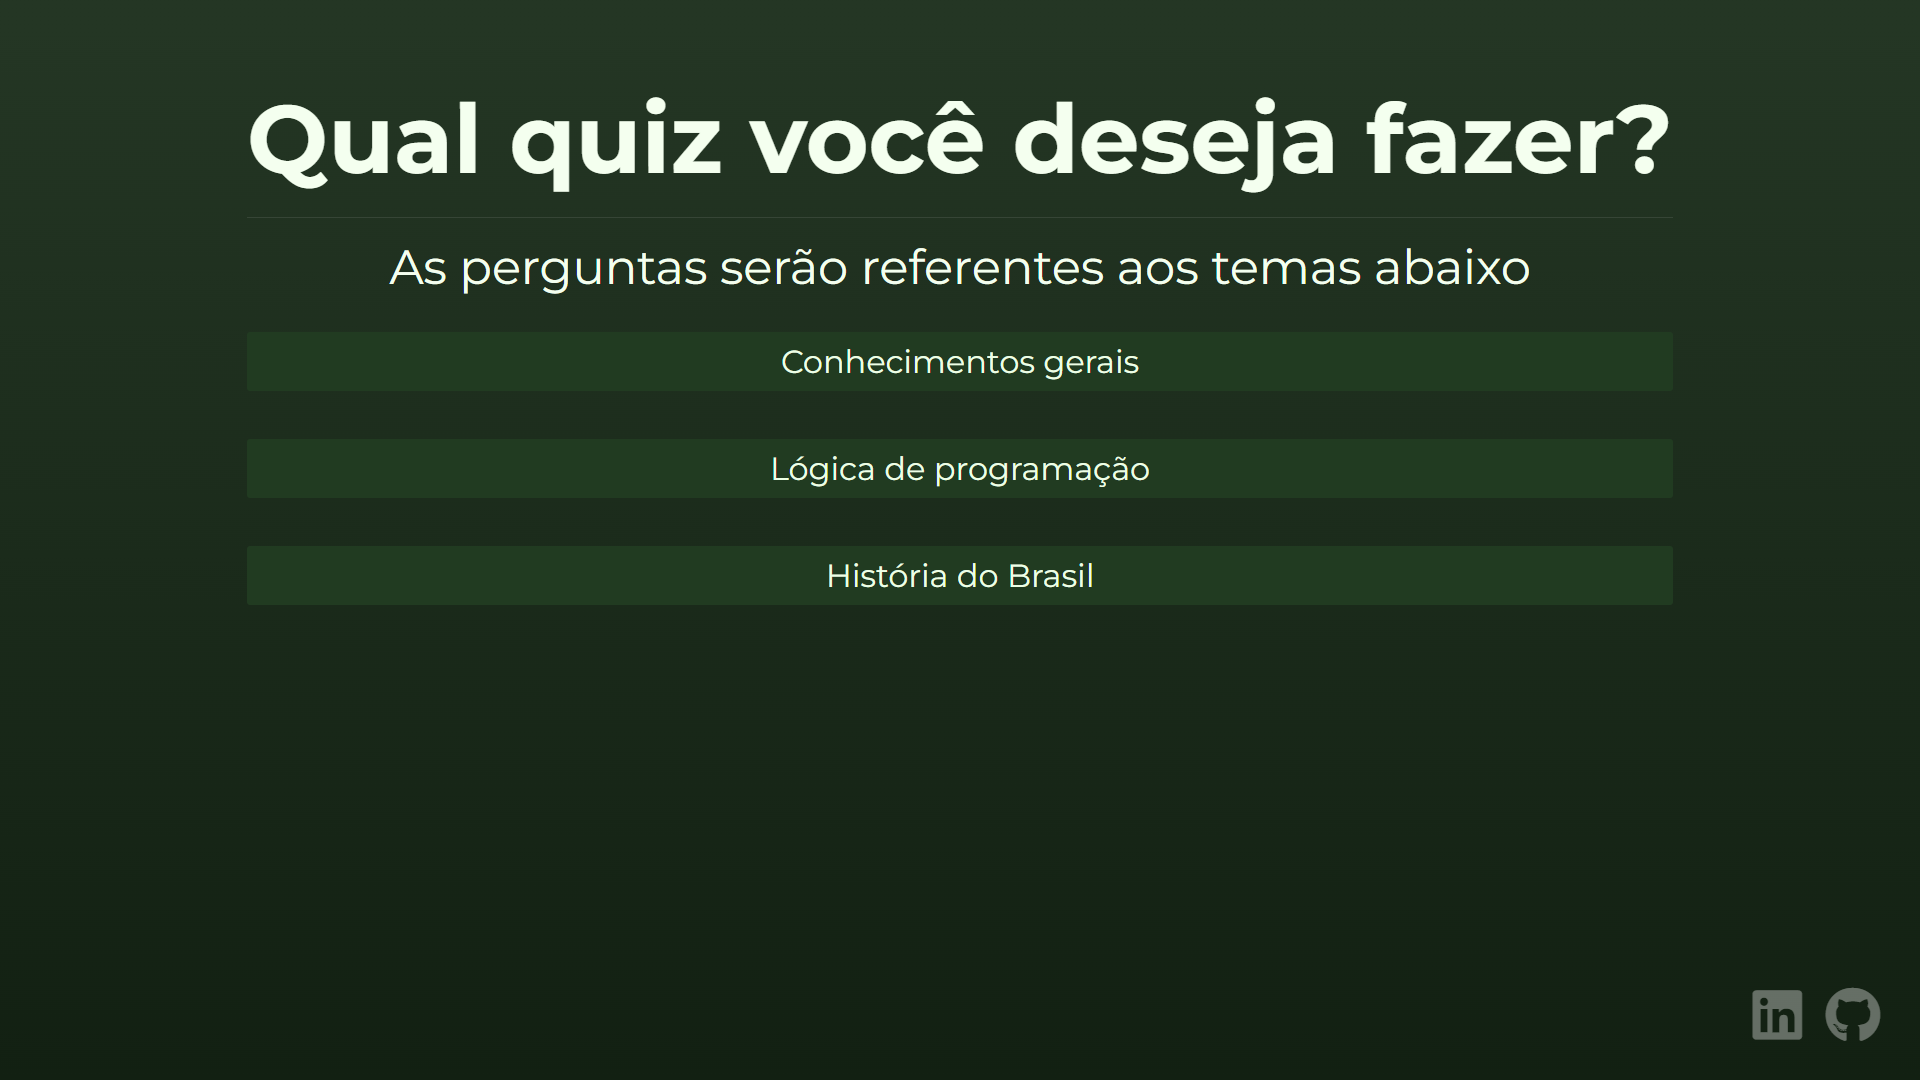 Qual quiz você deseja fazer?
As perguntas serão referentes aos temas abaixo
Conhecimentos gerais
Lógica de programação
História do Brasil
in